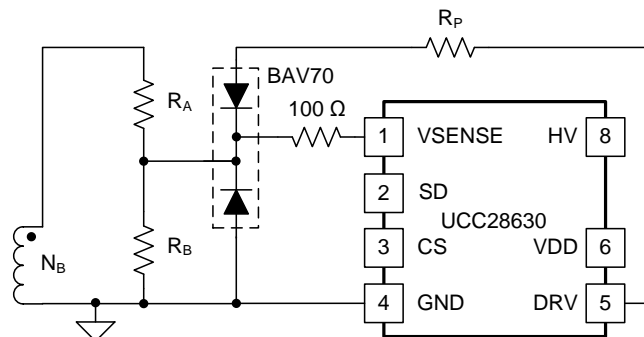 RP
BAV70
RA
100 Ω
1 VSENSE HV 8
2 SD
UCC28630
RB
3 CS VDD 6
NB
4 GND DRV 5